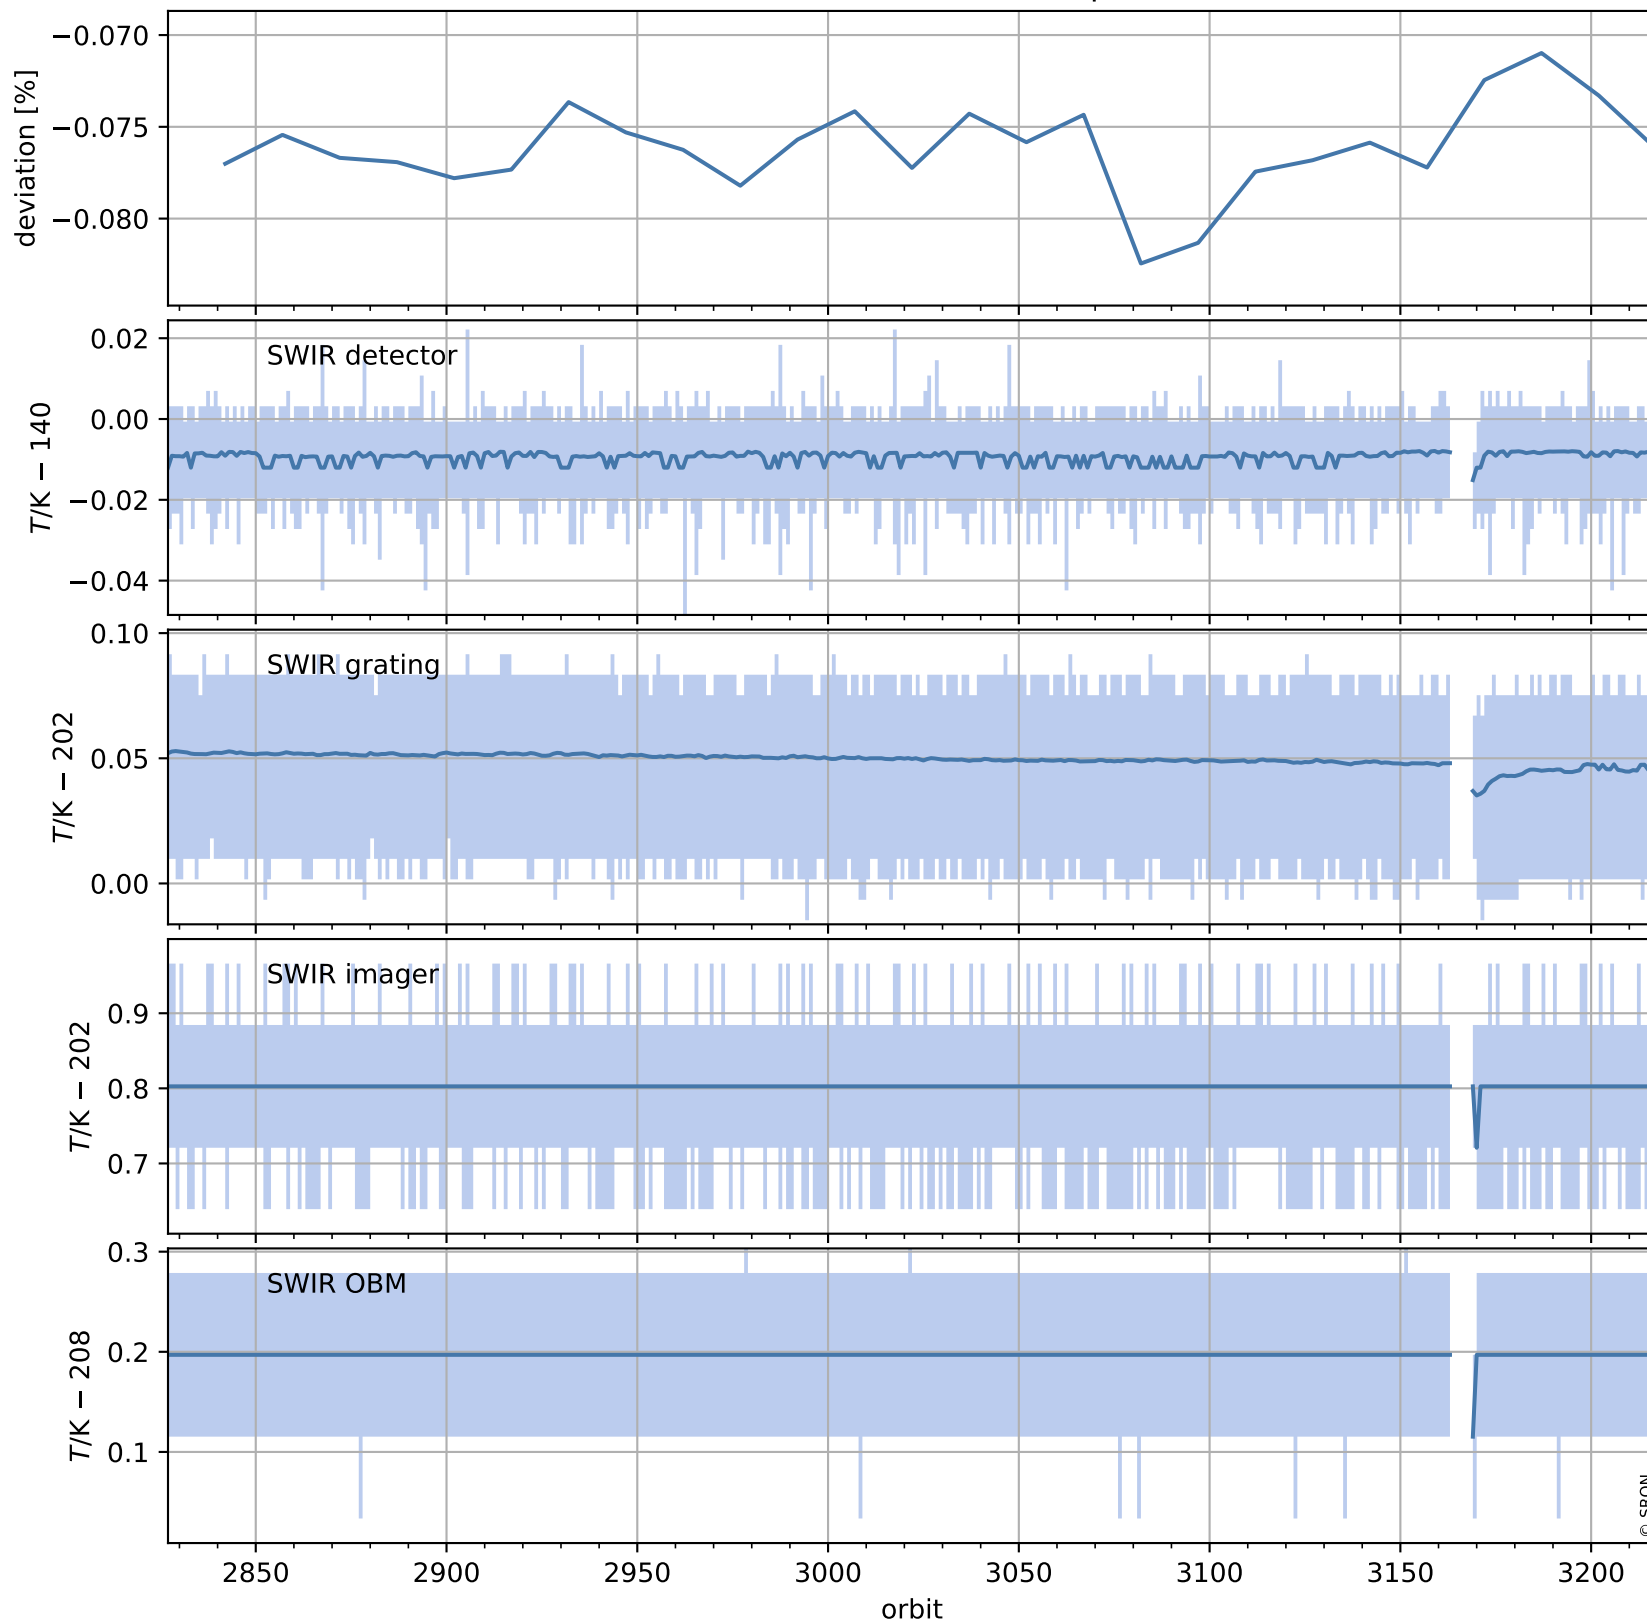 −0.070
−0.075
−0.080
deviation [%]
SWIR detector
0.02
0.00
−0.02
−0.04
T/K − 140
SWIR grating
0.10
0.05
0.00
T/K − 202
SWIR imager
0.9
0.8
0.7
T/K − 202
SWIR OBM
0.3
0.2
0.1
T/K − 208
© SRON
2850 2900 2950 3000 3050 3100 3150 3200
orbit